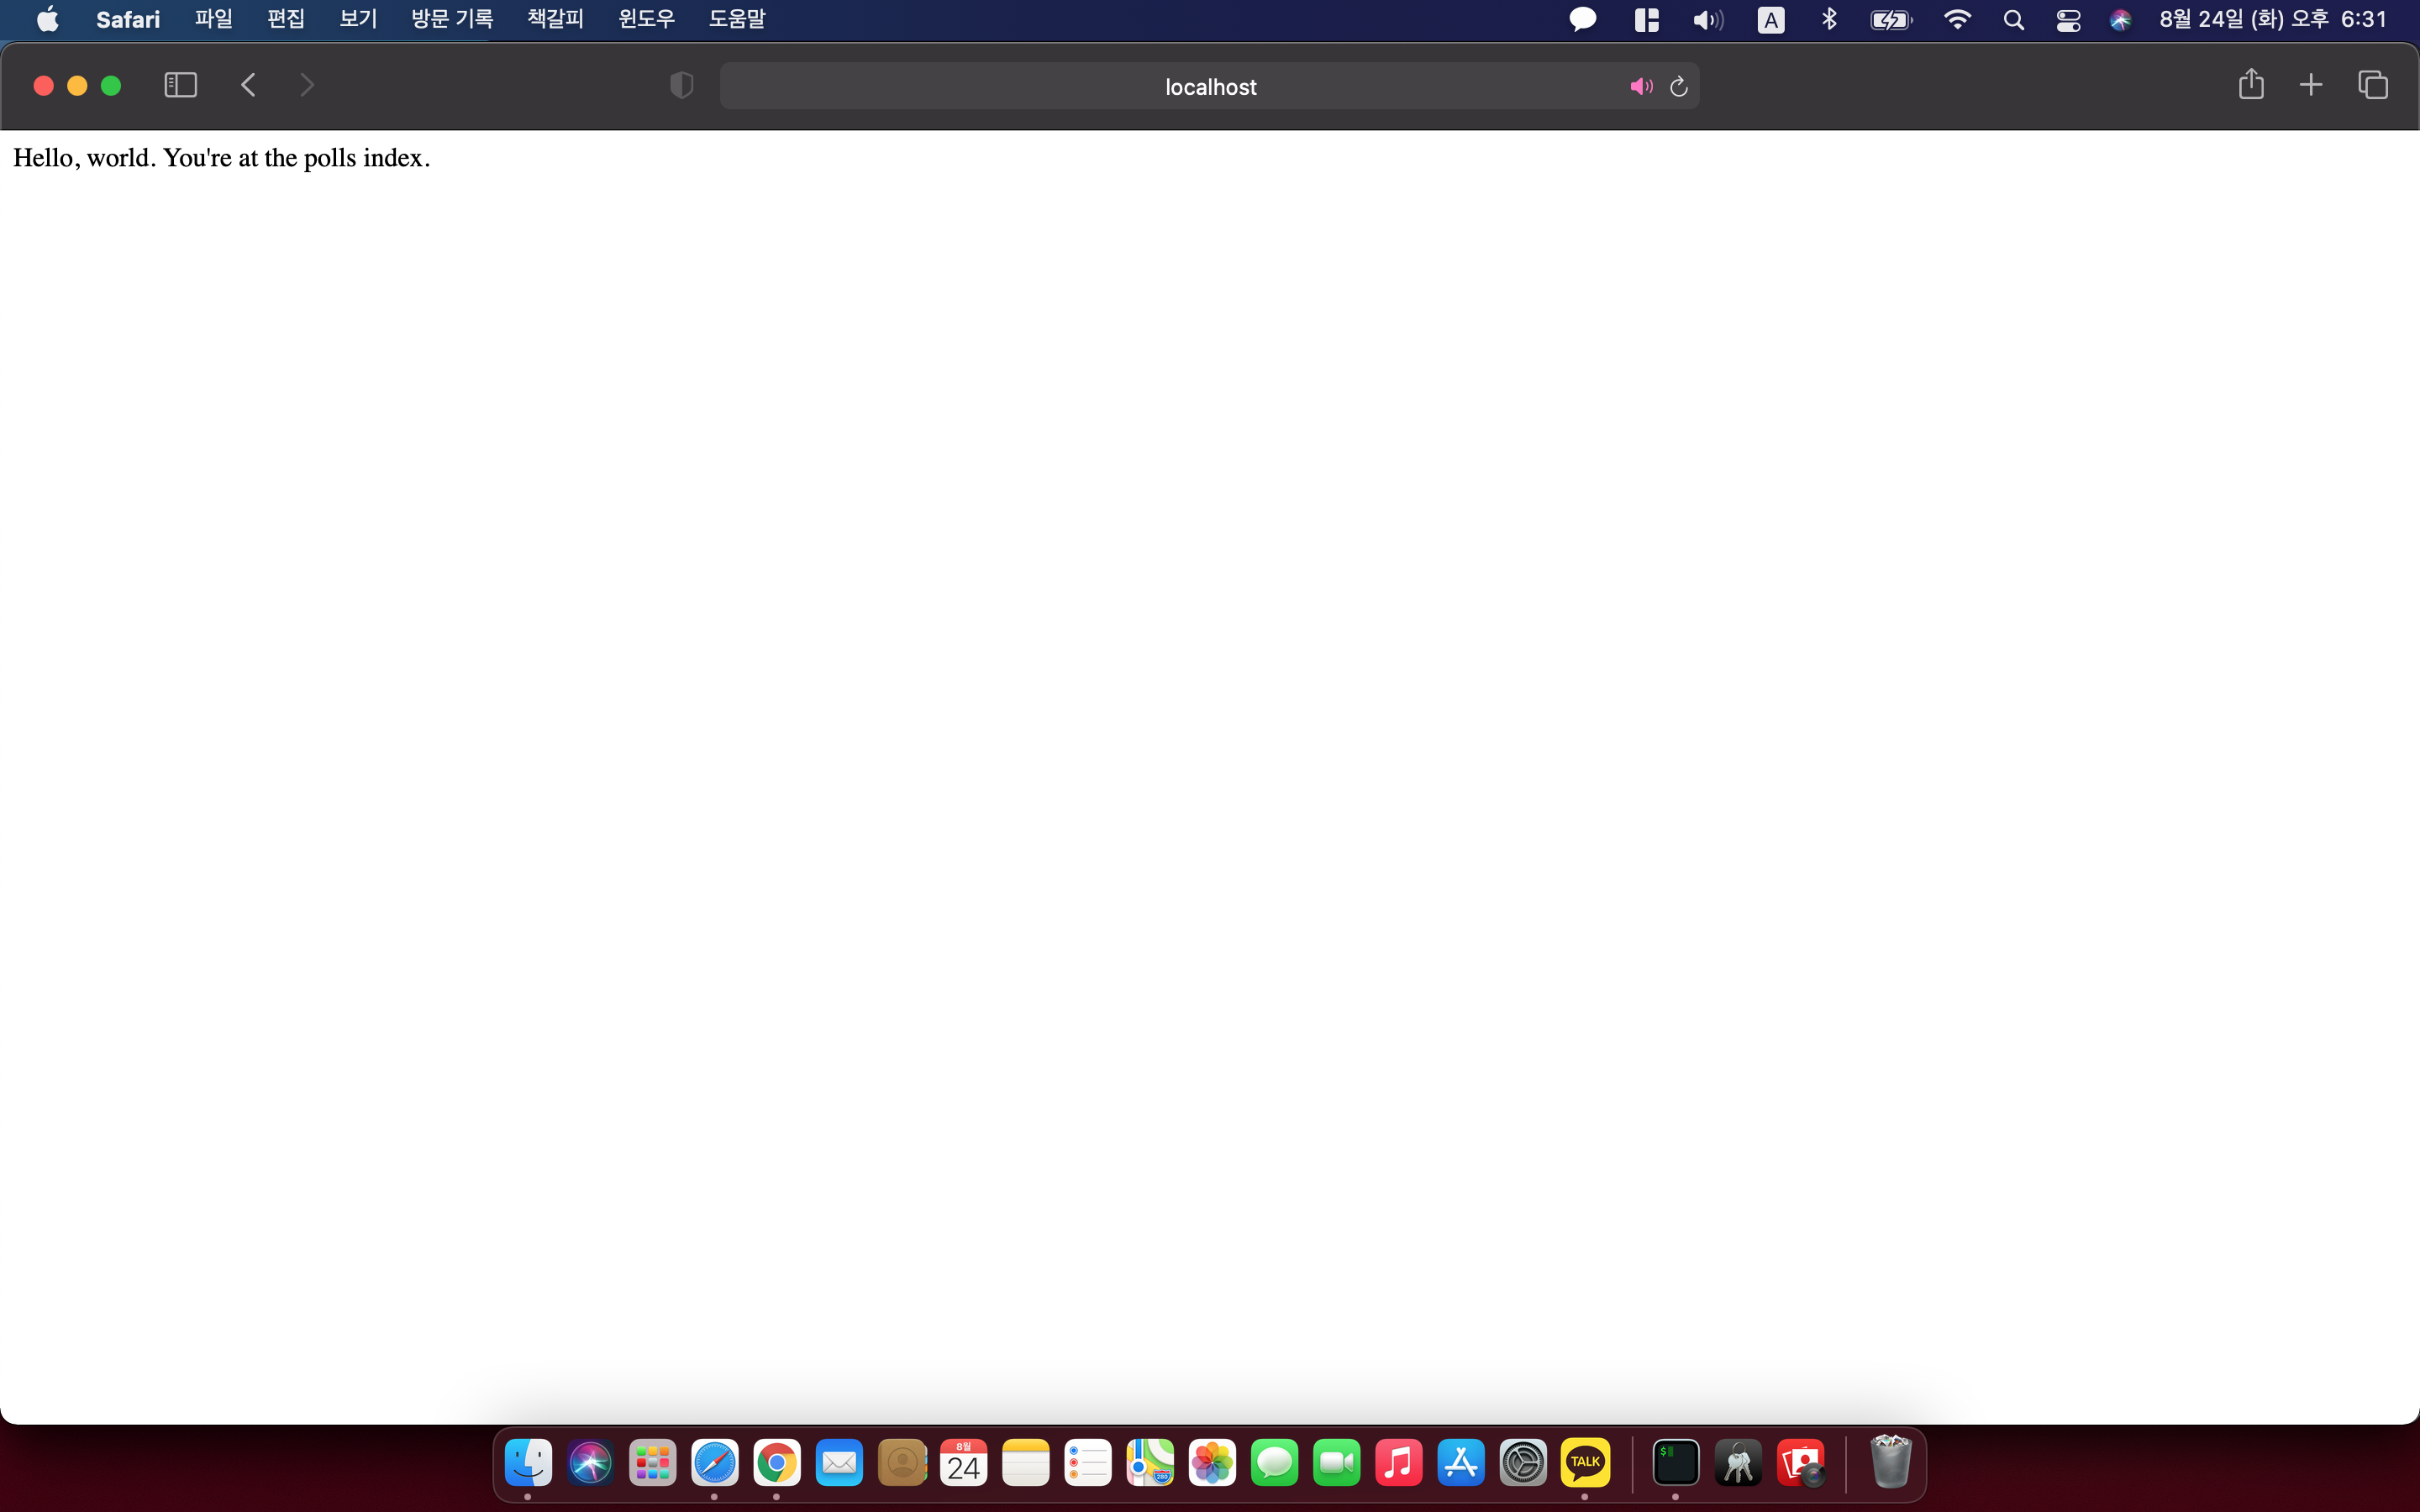 Safari 파일 편집 보기 방문 기록 책갈피 윈도우 도움말 A 8월 24일 (화) 오후 6:31
localhost
Hello, world. You're at the polls index.
8월
24
280
TALK
$